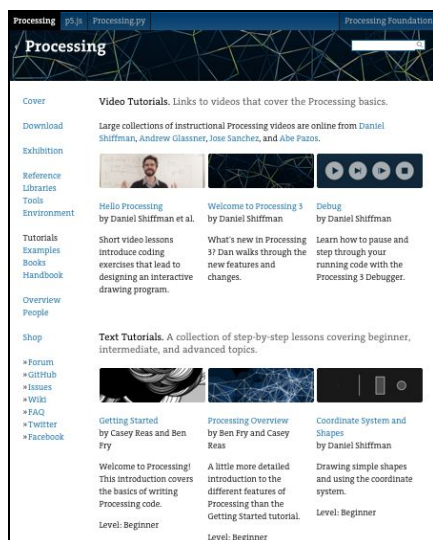 Processing p5.js Processing.py Processing Foundation
Processing
Cover
Download
Exhibition
Reference
Libraries
Tools
Environment
Tutorials
Examples
Books
Handbook
Overview
People
Shop
»Forum
»GitHub
»Issues
»Wiki
»FAQ
»Twitter
»Facebook
Video Tutorials. Links to videos that cover the Processing basics.
Large collections of instructional Processing videos are online from Daniel
Shiffman, Andrew Glassner, Jose Sanchez, and Abe Pazos.
Hello Processing
by Daniel Shiffman et al.
Short video lessons
introduce coding
exercises that lead to
designing an interactive
drawing program.
Welcome to Processing 3
by Daniel Shiffman
What's new in Processing
3? Dan walks through the
new features and
changes.
Debug
by Daniel Shiffman
Learn how to pause and
step through your
running code with the
Processing 3 Debugger.
Text Tutorials. A collection of step-by-step lessons covering beginner,
intermediate, and advanced topics.
Getting Started
by Casey Reas and Ben
Fry
Welcome to Processing!
This introduction covers
the basics of writing
Processing code.
Level: Beginner
Processing Overview
by Ben Fry and Casey
Reas
A little more detailed
introduction to the
different features of
Processing than the
Getting Started tutorial.
Level: Beginner
Coordinate System and
Shapes
by Daniel Shiffman
Drawing simple shapes
and using the coordinate
system.
Level: Beginner